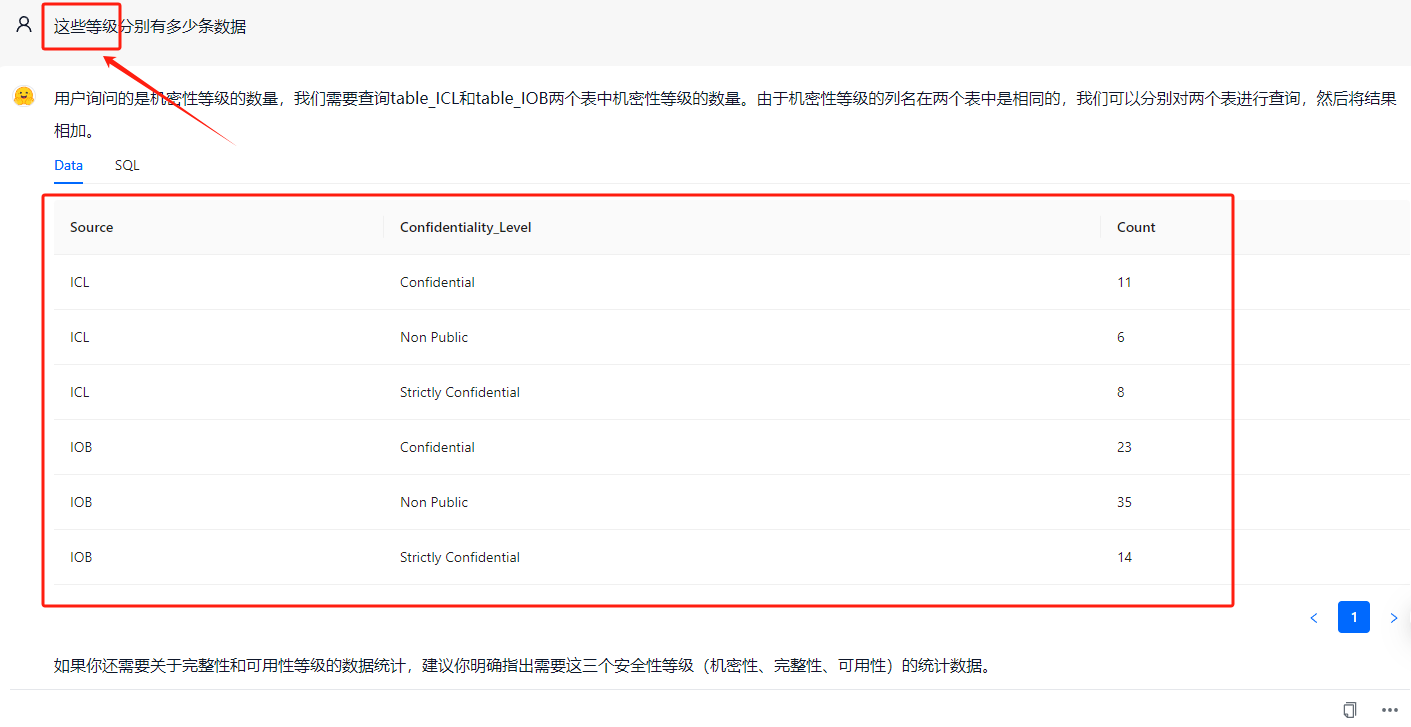 这些等级分别有多少条数据
用户询问的是机密性等级的数量，我们需要查询table_ICL和table_IOB两个表中机密性等级的数量。由于机密性等级的列名在两个表中是相同的，我们可以分别对两个表进行查询，然后将结果
相加。
Data SQL
Source Confidentiality_Level Count
ICL Confidential 11
ICL Non Public 6
ICL Strictly Confidential 8
IOB Confidential 23
IOB Non Public 35
IOB Strictly Confidential 14
< 1 >
如果你还需要关于完整性和可用性等级的数据统计，建议你明确指出需要这三个安全性等级（机密性、完整性、可用性）的统计数据。